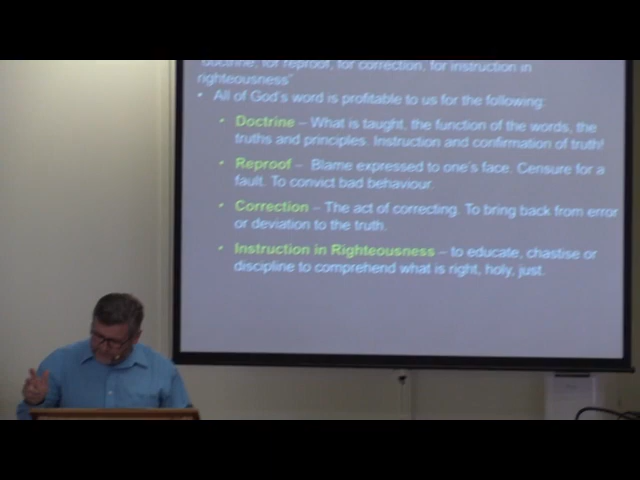 "doctrine, for reproof, for correction, for instruction in
righteousness"
• All of God's word is profitable to us for the following:
• Doctrine – What is taught, the function of the words, the
truths and principles. Instruction and confirmation of truth!
• Reproof – Blame expressed to one's face. Censure for a
fault. To convict bad behaviour.
• Correction – The act of correcting. To bring back from error
or deviation to the truth.
• Instruction in Righteousness – to educate, chastise or
discipline to comprehend what is right, holy, just.